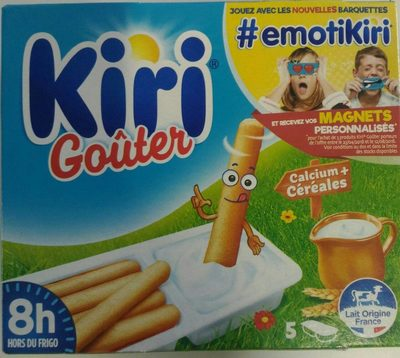 JOUEZ AVEC LES NOUVELLES BARQUETTES
#emotiKiri
Kiri®
Goûter
ET RECEVEZ VOS MAGNETS
PERSONNALISÉS*
Calcium +
Céréales
8h
HORS DU FRIGO
Lait Origine
France
5